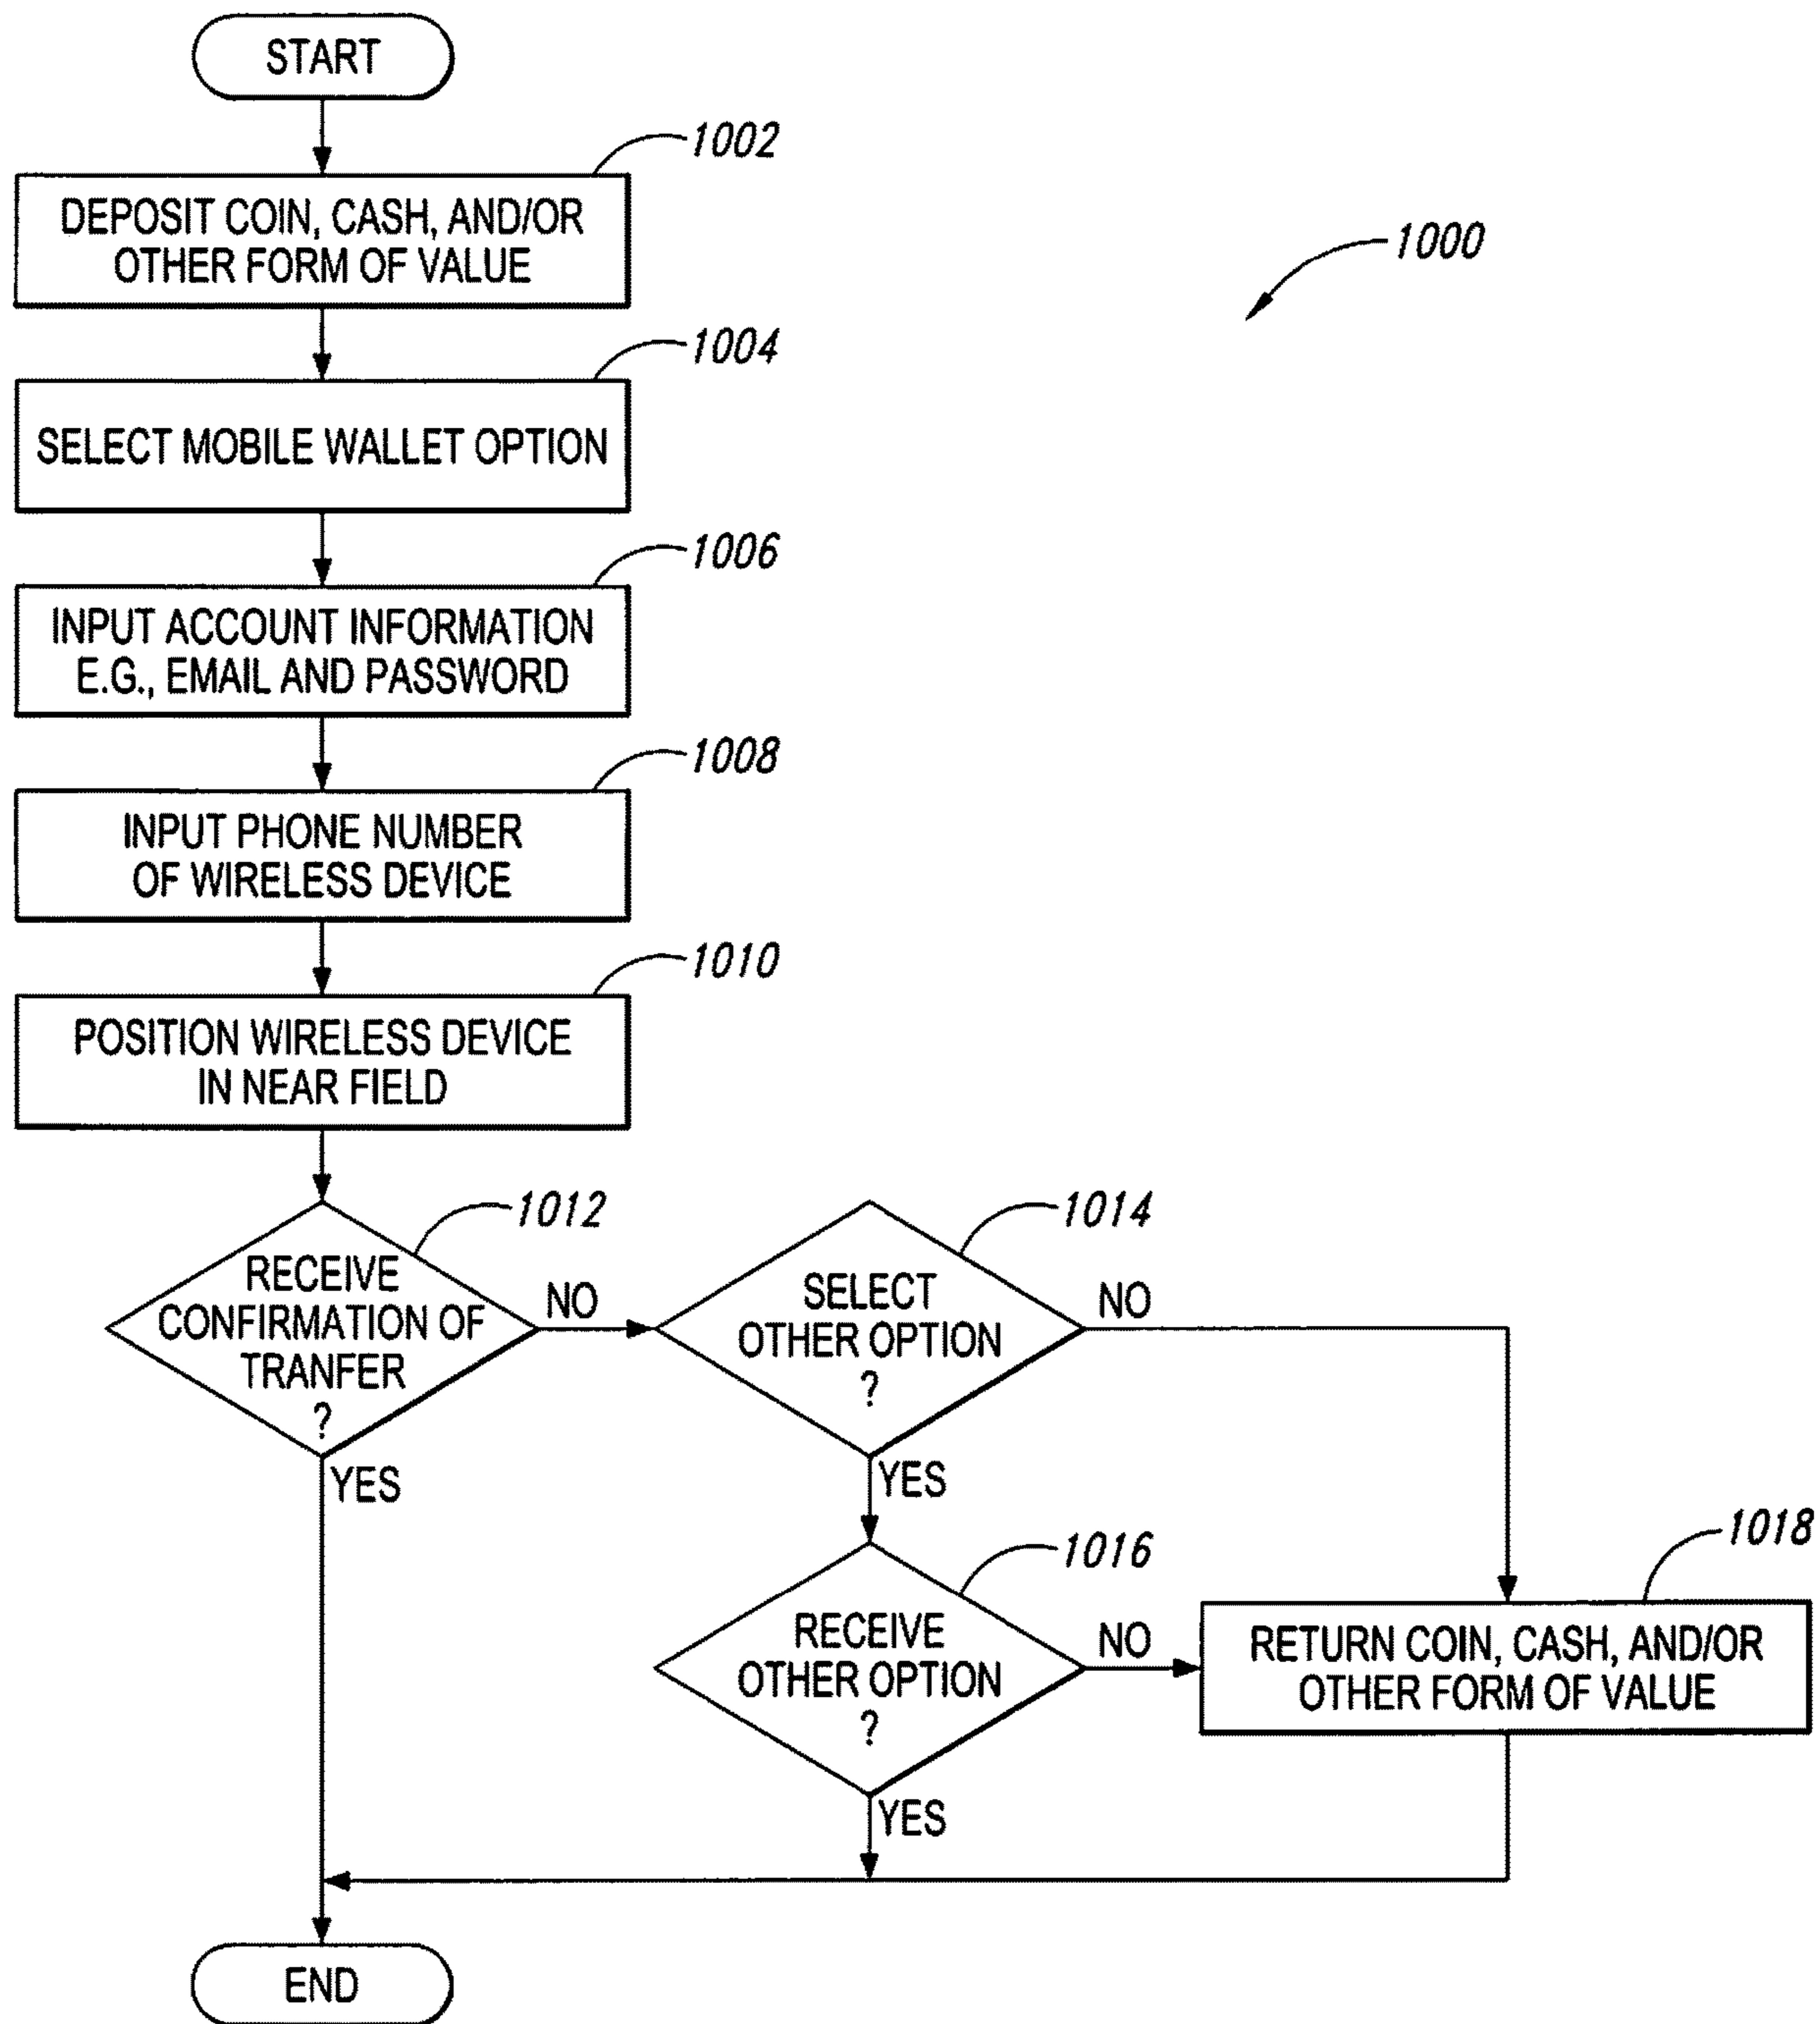 START
1002
DEPOSIT COIN, CASH, AND/OR
OTHER FORM OF VALUE
1000
1004
SELECT MOBILE WALLET OPTION
1006
INPUT ACCOUNT INFORMATION
E.G., EMAIL AND PASSWORD
1008
INPUT PHONE NUMBER
OF WIRELESS DEVICE
1010
POSITION WIRELESS DEVICE
IN NEAR FIELD
1012
RECEIVE
CONFIRMATION OF
TRANFER
?
NO
YES
1014
SELECT
OTHER OPTION
?
NO
YES
1016
RECEIVE
OTHER OPTION
?
NO
YES
1018
RETURN COIN, CASH, AND/OR
OTHER FORM OF VALUE
END